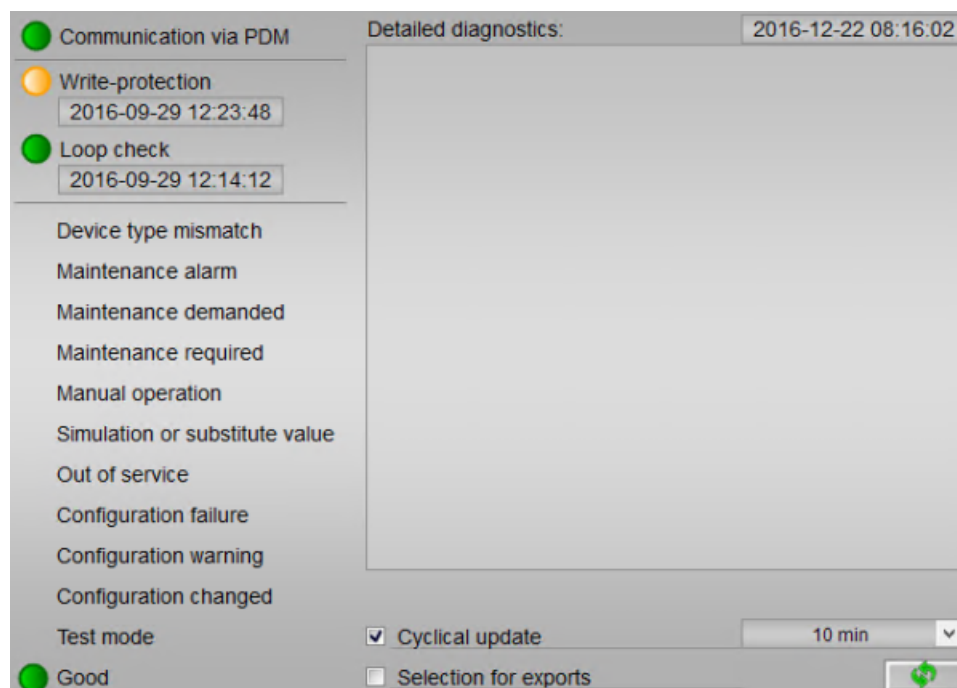 Communication via PDM
Write-protection
2016-09-29 12:23:48
Loop check
2016-09-29 12:14:12
Device type mismatch
Maintenance alarm
Maintenance demanded
Maintenance required
Manual operation
Simulation or substitute value
Out of service
Configuration failure
Configuration warning
Configuration changed
Test mode
Good
Detailed diagnostics:
2016-12-22 08:16:02
Cyclical update
10 min
Selection for exports